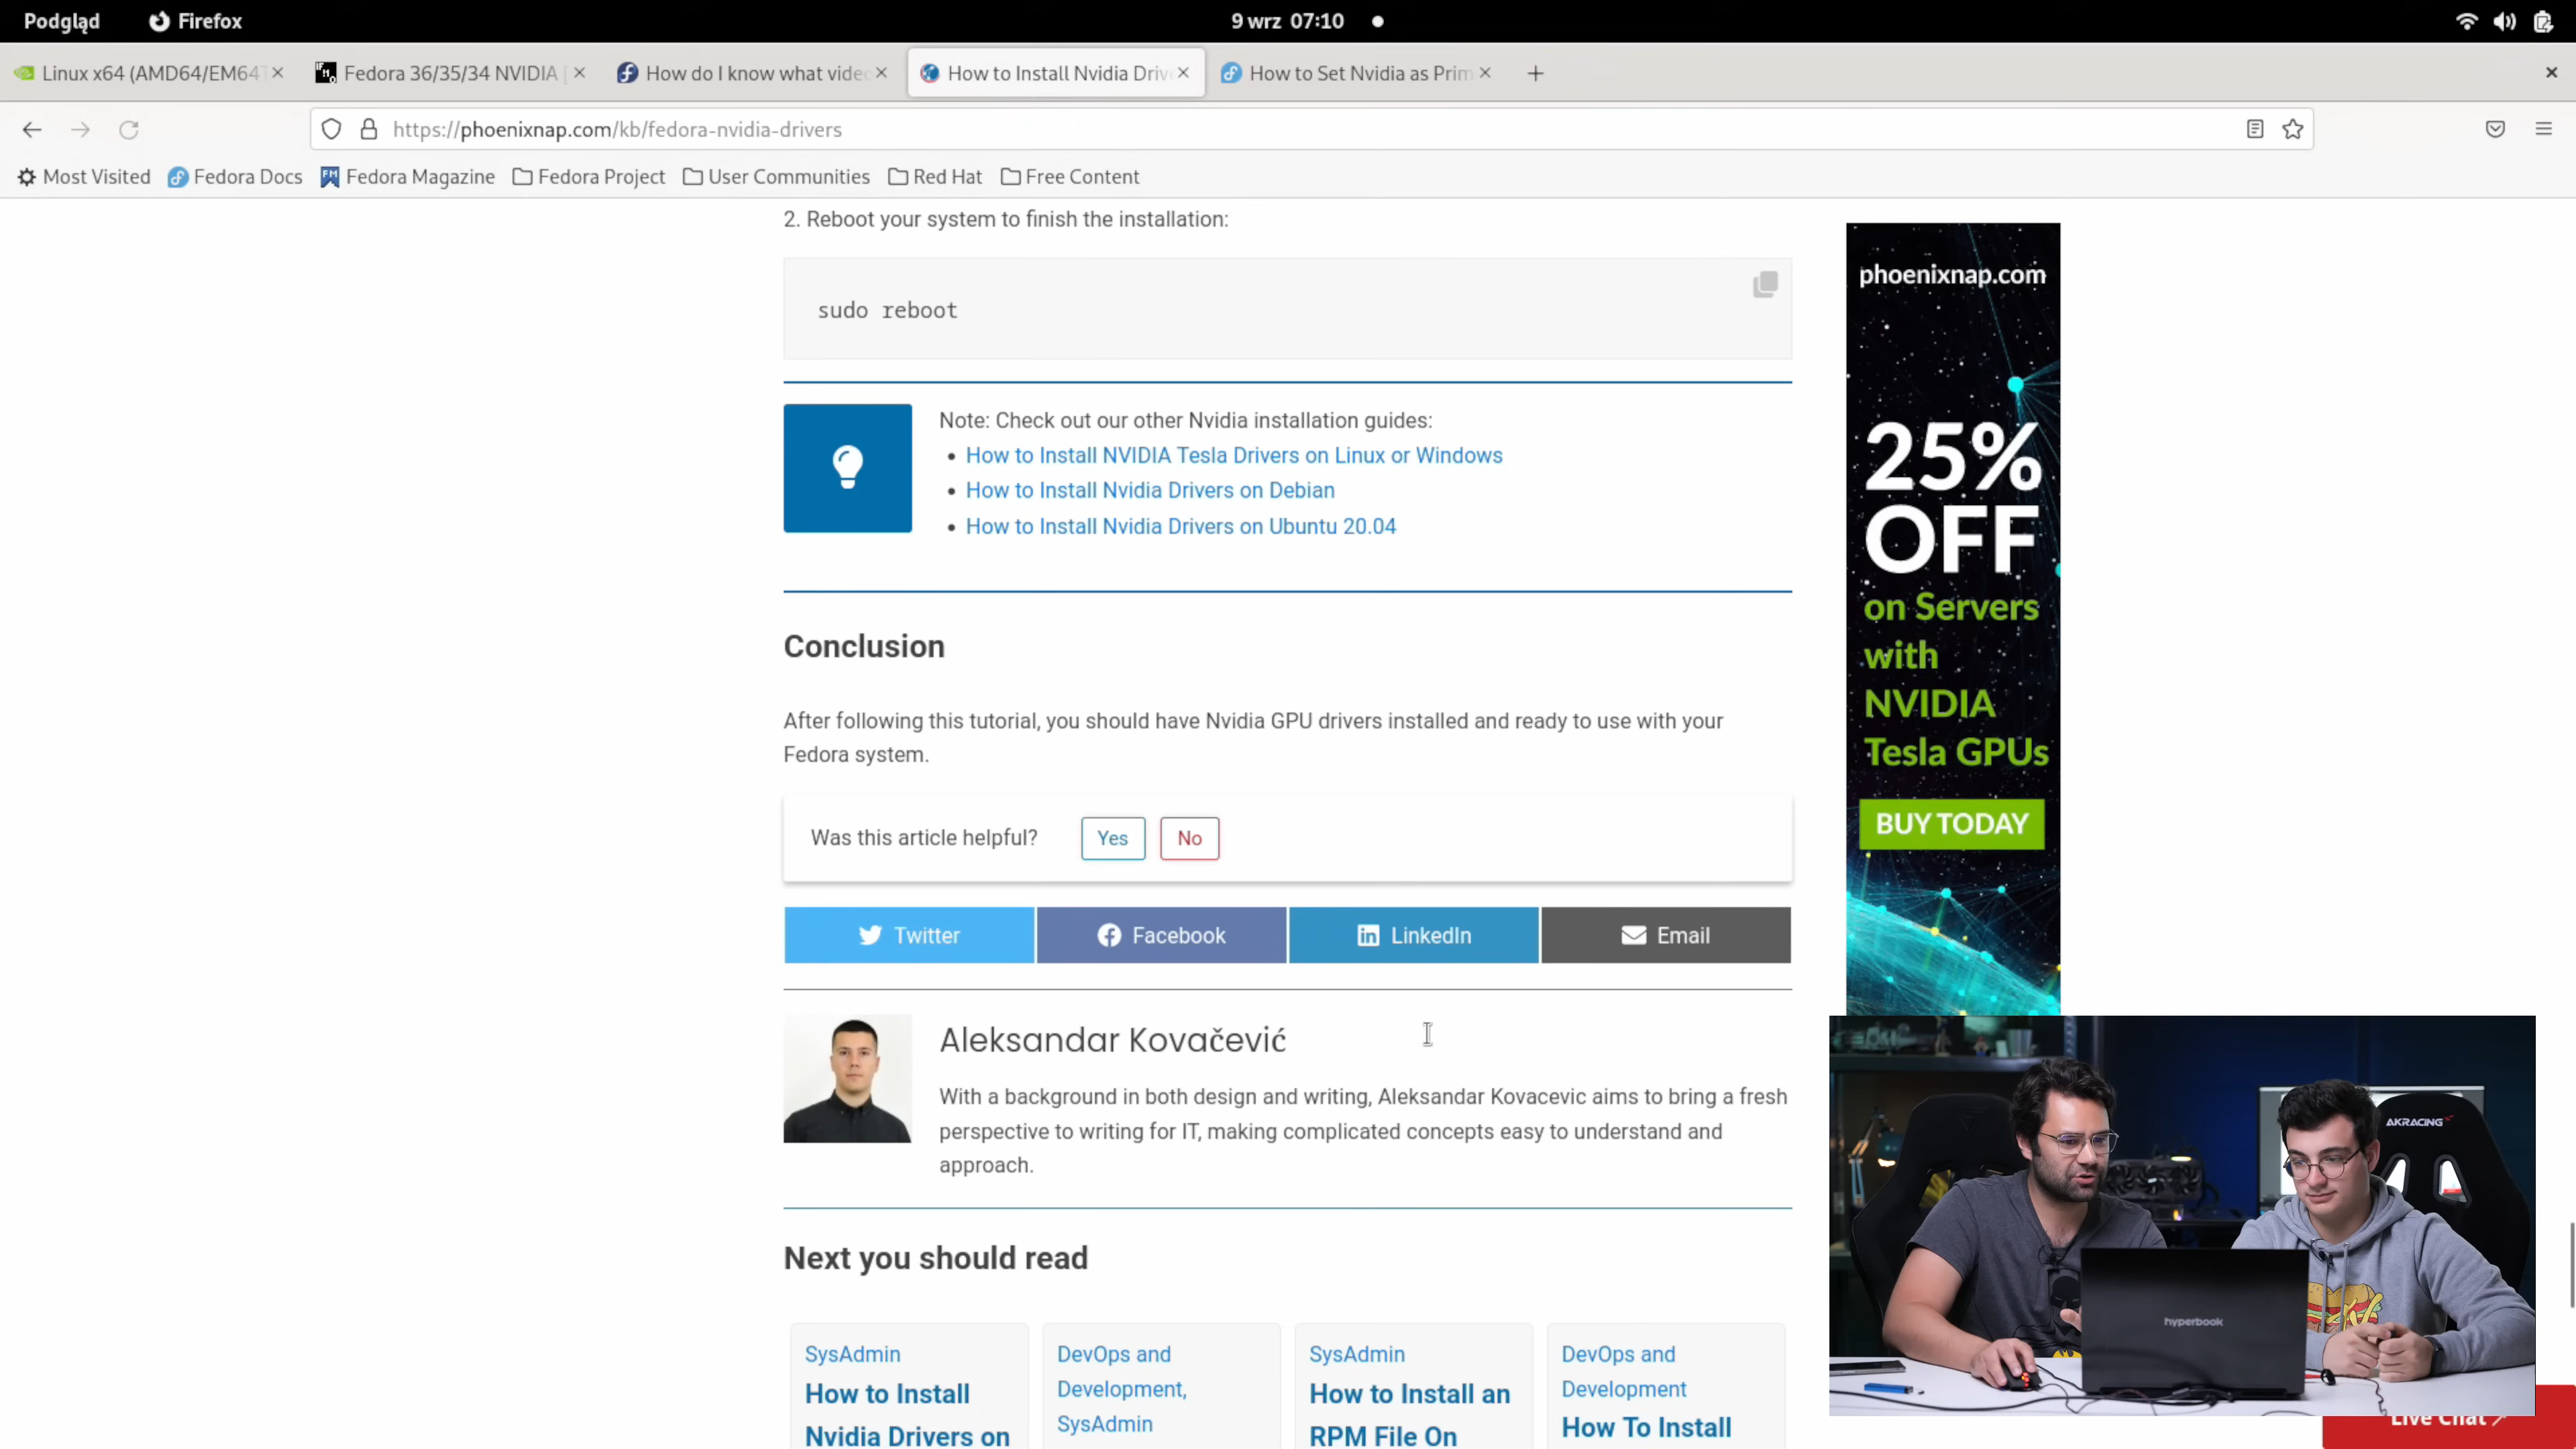 Podgląd Firefox 9 wrz 07:10
Linux x64 (AMD64/EM64T Fedora 36/35/34 NVIDIA How do I know what video How to Install Nvidia Drive How to Set Nvidia as Prim
https://phoenixnap.com/kb/fedora-nvidia-drivers
Most Visited Fedora Docs Fedora Magazine Fedora Project User Communities Red Hat Free Content
2. Reboot your system to finish the installation:
sudo reboot
Note: Check out our other Nvidia installation guides:
• How to Install NVIDIA Tesla Drivers on Linux or Windows
• How to Install Nvidia Drivers on Debian
• How to Install Nvidia Drivers on Ubuntu 20.04
Conclusion
After following this tutorial, you should have Nvidia GPU drivers installed and ready to use with your
Fedora system.
Was this article helpful? Yes No
Twitter Facebook LinkedIn Email
Aleksandar Kovačević
With a background in both design and writing, Aleksandar Kovacevic aims to bring a fresh
perspective to writing for IT, making complicated concepts easy to understand and
approach.
Next you should read
SysAdmin
How to Install
Nvidia Drivers on
DevOps and
Development,
SysAdmin
SysAdmin
How to Install an
RPM File On
DevOps and
Development
How To Install
phoenixnap.com
25%
OFF
on Servers
with
NVIDIA
Tesla GPUs
BUY TODAY
AKRACING
hyperbook
Live Chat